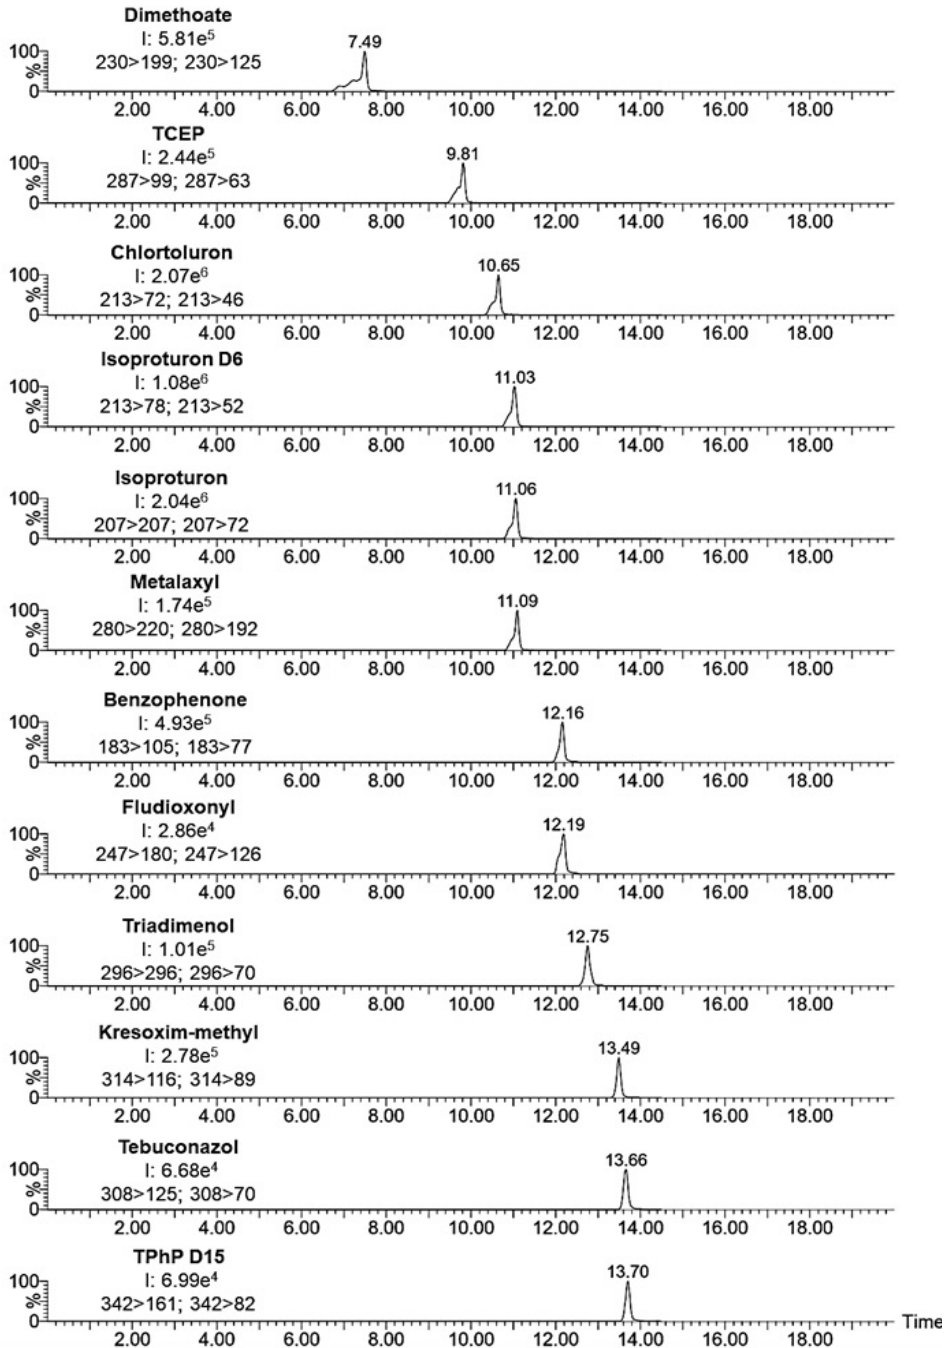 Dimethoate
I: 5.81e⁵
230>199; 230>125
7.49
100
%
0
2.00 4.00 6.00 8.00 10.00 12.00 14.00 16.00 18.00
TCEP
I: 2.44e⁵
287>99; 287>63
9.81
100
%
0
2.00 4.00 6.00 8.00 10.00 12.00 14.00 16.00 18.00
Chlortoluron
I: 2.07e⁶
213>72; 213>46
10.65
100
%
0
2.00 4.00 6.00 8.00 10.00 12.00 14.00 16.00 18.00
Isoproturon D6
I: 1.08e⁶
213>78; 213>52
11.03
100
%
0
2.00 4.00 6.00 8.00 10.00 12.00 14.00 16.00 18.00
Isoproturon
I: 2.04e⁶
207>207; 207>72
11.06
100
%
0
2.00 4.00 6.00 8.00 10.00 12.00 14.00 16.00 18.00
Metalaxyl
I: 1.74e⁵
280>220; 280>192
11.09
100
%
0
2.00 4.00 6.00 8.00 10.00 12.00 14.00 16.00 18.00
Benzophenone
I: 4.93e⁵
183>105; 183>77
12.16
100
%
0
2.00 4.00 6.00 8.00 10.00 12.00 14.00 16.00 18.00
Fludioxonyl
I: 2.86e⁴
247>180; 247>126
12.19
100
%
0
2.00 4.00 6.00 8.00 10.00 12.00 14.00 16.00 18.00
Triadimenol
I: 1.01e⁵
296>296; 296>70
12.75
100
%
0
2.00 4.00 6.00 8.00 10.00 12.00 14.00 16.00 18.00
Kresoxim-methyl
I: 2.78e⁵
314>116; 314>89
13.49
100
%
0
2.00 4.00 6.00 8.00 10.00 12.00 14.00 16.00 18.00
Tebuconazol
I: 6.68e⁴
308>125; 308>70
13.66
100
%
0
2.00 4.00 6.00 8.00 10.00 12.00 14.00 16.00 18.00
TPhP D15
I: 6.99e⁴
342>161; 342>82
13.70
100
%
0
Time
2.00 4.00 6.00 8.00 10.00 12.00 14.00 16.00 18.00